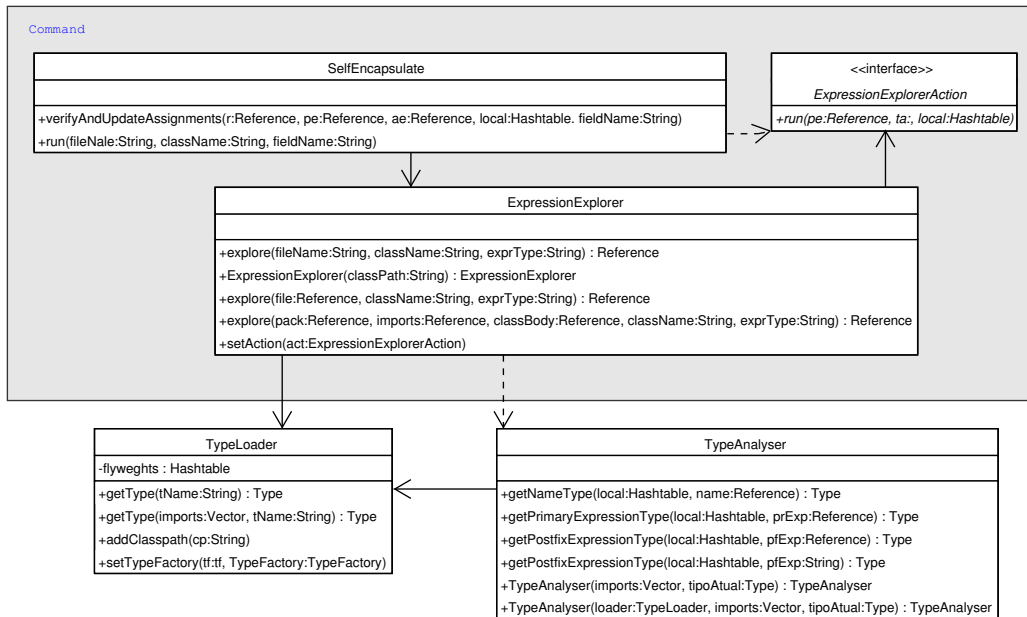 Command
SelfEncapsulate
+verifyAndUpdateAssignments(r:Reference, pe:Reference, ae:Reference, local:Hashtable. fieldName:String)
+run(fileNale:String, className:String, fieldName:String)
<<interface>>
ExpressionExplorerAction
+run(pe:Reference, ta:, local:Hashtable)
ExpressionExplorer
+explore(fileName:String, className:String, exprType:String) : Reference
+ExpressionExplorer(classPath:String) : ExpressionExplorer
+explore(file:Reference, className:String, exprType:String) : Reference
+explore(pack:Reference, imports:Reference, classBody:Reference, className:String, exprType:String) : Reference
+setAction(act:ExpressionExplorerAction)
TypeLoader
-flyweghts : Hashtable
+getType(tName:String) : Type
+getType(imports:Vector, tName:String) : Type
+addClasspath(cp:String)
+setTypeFactory(tf:tf, TypeFactory:TypeFactory)
TypeAnalyser
+getNameType(local:Hashtable, name:Reference) : Type
+getPrimaryExpressionType(local:Hashtable, prExp:Reference) : Type
+getPostfixExpressionType(local:Hashtable, pfExp:Reference) : Type
+getPostfixExpressionType(local:Hashtable, pfExp:String) : Type
+TypeAnalyser(imports:Vector, tipoAtual:Type) : TypeAnalyser
+TypeAnalyser(loader:TypeLoader, imports:Vector, tipoAtual:Type) : TypeAnalyser